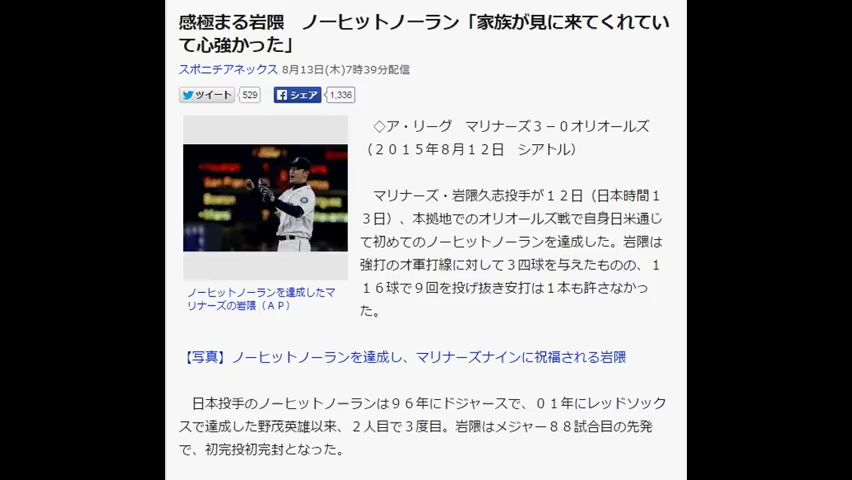 感極まる岩隈　ノーヒットノーラン「家族が見に来てくれてい
て心強かった」
スポニチアネックス 8月13日(木)7時39分配信
ツイート 529 シェア 1,336
◇ア・リーグ　マリナーズ３－０オリオールズ
（２０１５年８月１２日　シアトル）
マリナーズ・岩隈久志投手が１２日（日本時間１
３日）、本拠地でのオリオールズ戦で自身日米通じ
て初めてのノーヒットノーランを達成した。岩隈は
強打のオ軍打線に対して３四球を与えたものの、１
１６球で９回を投げ抜き安打は１本も許さなかっ
た。
ノーヒットノーランを達成したマ
リナーズの岩隈（ＡＰ）
【写真】ノーヒットノーランを達成し、マリナーズナインに祝福される岩隈
日本投手のノーヒットノーランは９６年にドジャースで、０１年にレッドソック
スで達成した野茂英雄以来、２人目で３度目。岩隈はメジャー８８試合目の先発
で、初完投初完封となった。